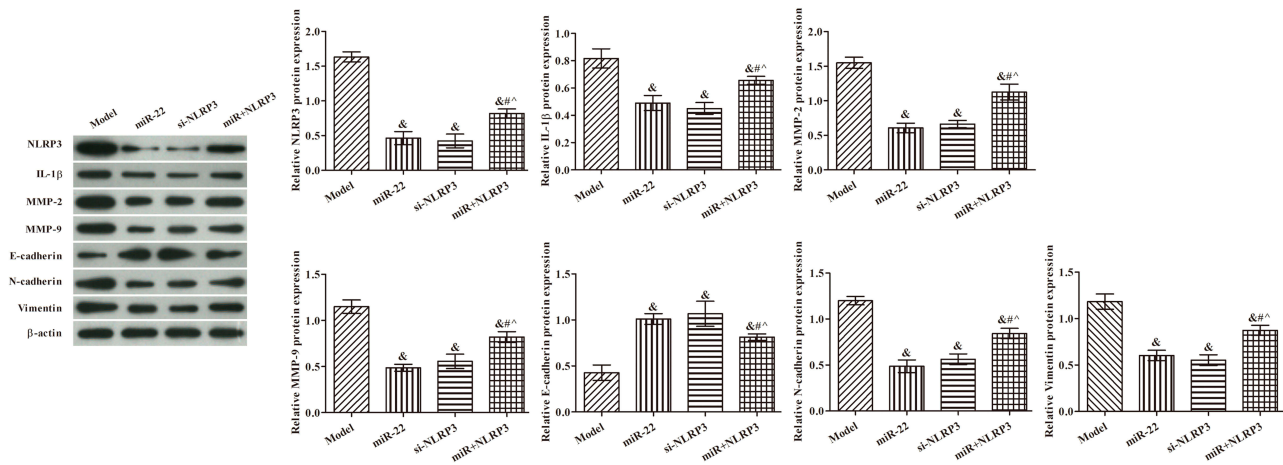 Model miR-22 si-NLRP3 miR+NLRP3
NLRP3
IL-1β
MMP-2
MMP-9
E-cadherin
N-cadherin
Vimentin
β-actin
Relative NLRP3 protein expression
2.0
1.5
1.0
0.5
0.0
& & &#^
Model miR-22 si-NLRP3 miR+NLRP3
Relative IL-1β protein expression
1.0
0.8
0.6
0.4
0.2
0.0
& & &#^
Model miR-22 si-NLRP3 miR+NLRP3
Relative MMP-2 protein expression
2.0
1.5
1.0
0.5
0.0
& & &#^
Model miR-22 si-NLRP3 miR+NLRP3
Relative MMP-9 protein expression
1.5
1.0
0.5
0.0
& & &#^
Model miR-22 si-NLRP3 miR+NLRP3
Relative E-cadherin protein expression
1.5
1.0
0.5
0.0
& & &#^
Model miR-22 si-NLRP3 miR+NLRP3
Relative N-cadherin protein expression
1.5
1.0
0.5
0.0
& & &#^
Model miR-22 si-NLRP3 miR+NLRP3
Relative Vimentin protein expression
1.5
1.0
0.5
0.0
& & &#^
Model miR-22 si-NLRP3 miR+NLRP3